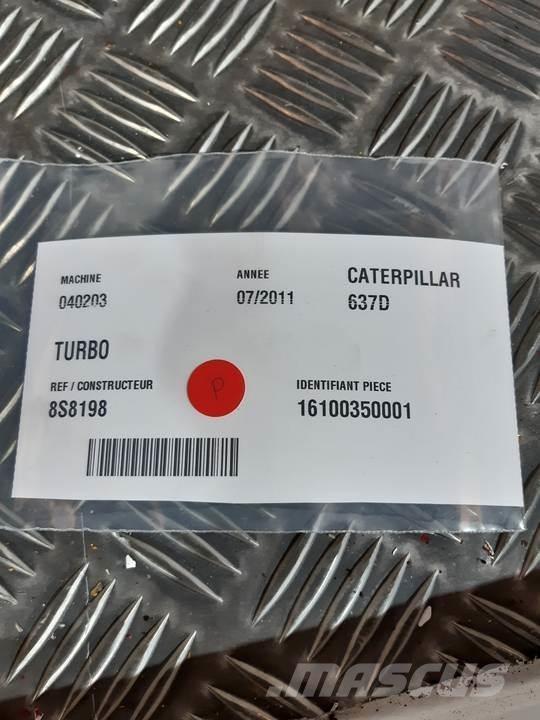 MACHINE ANNEE CATERPILLAR
040203 07/2011 637D
TURBO
P
REF / CONSTRUCTEUR IDENTIFIANT PIECE
8S8198 16100350001
MASCUS